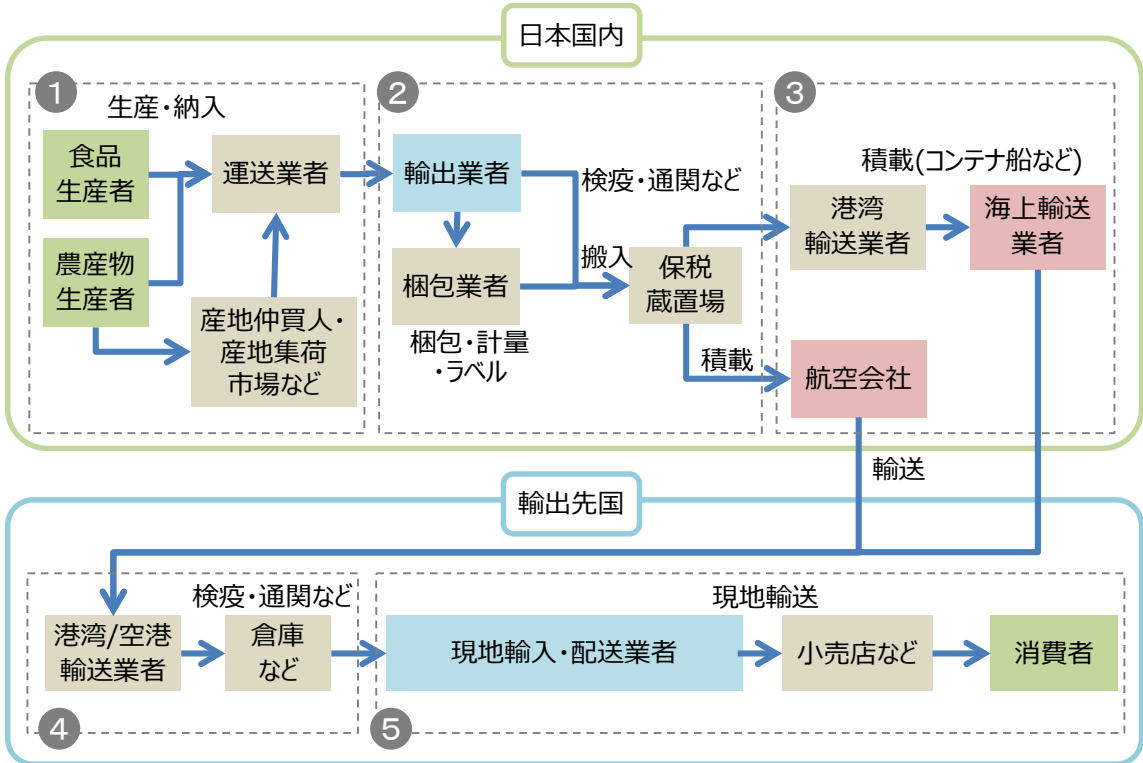 日本国内
①
生産・納入
食品
生産者
農産物
生産者
運送業者
産地仲買人・
産地集荷
市場など
②
輸出業者
検疫・通関など
梱包業者
梱包・計量
・ラベル
搬入
保税
蔵置場
積載
③
積載(コンテナ船など)
港湾
輸送業者
海上輸送
業者
航空会社
輸送
輸出先国
検疫・通関など
港湾/空港
輸送業者
倉庫
など
④
現地輸送
現地輸入・配送業者
小売店など
消費者
⑤